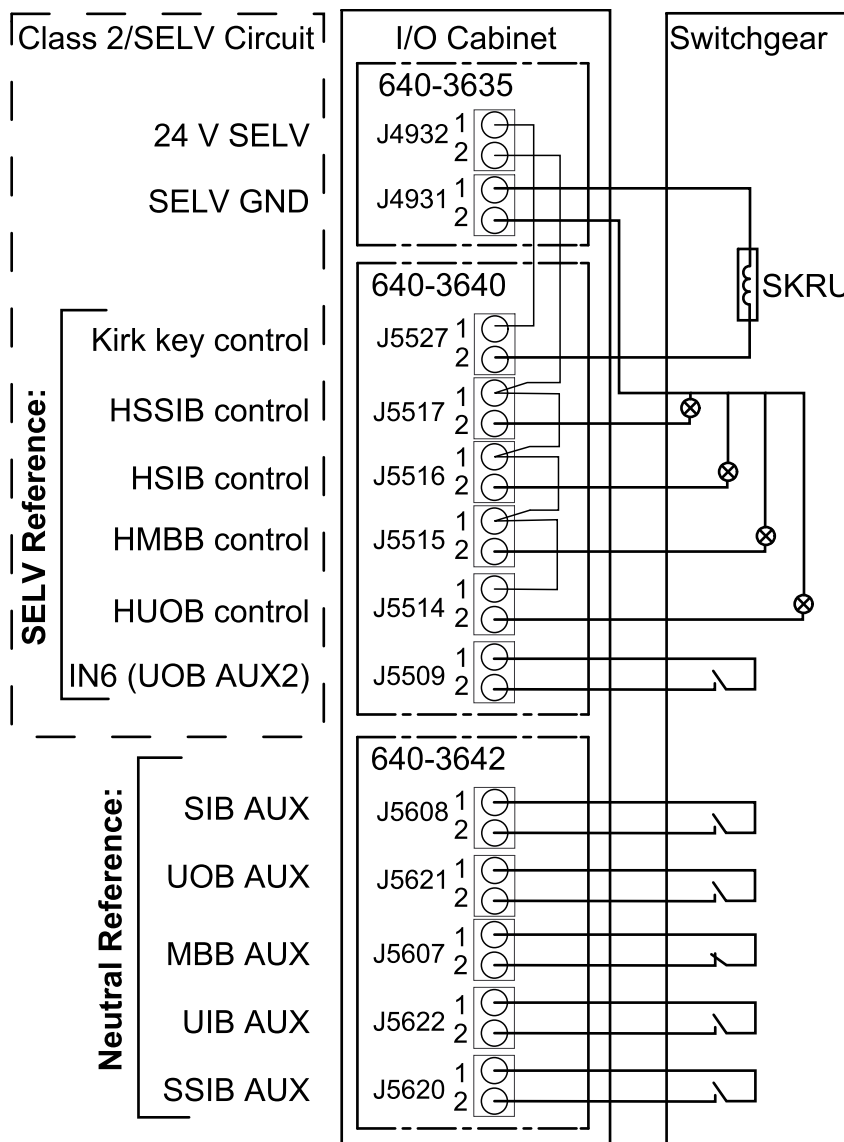 Class 2/SELV Circuit
I/O Cabinet
Switchgear
640-3635
24 V SELV
J4932
1
2
SELV GND
J4931
1
2
SKRU
640-3640
SELV Reference:
Kirk key control
J5527
1
2
HSSIB control
J5517
1
2
HSIB control
J5516
1
2
HMBB control
J5515
1
2
HUOB control
J5514
1
2
IN6 (UOB AUX2)
J5509
1
2
640-3642
Neutral Reference:
SIB AUX
J5608
1
2
UOB AUX
J5621
1
2
MBB AUX
J5607
1
2
UIB AUX
J5622
1
2
SSIB AUX
J5620
1
2